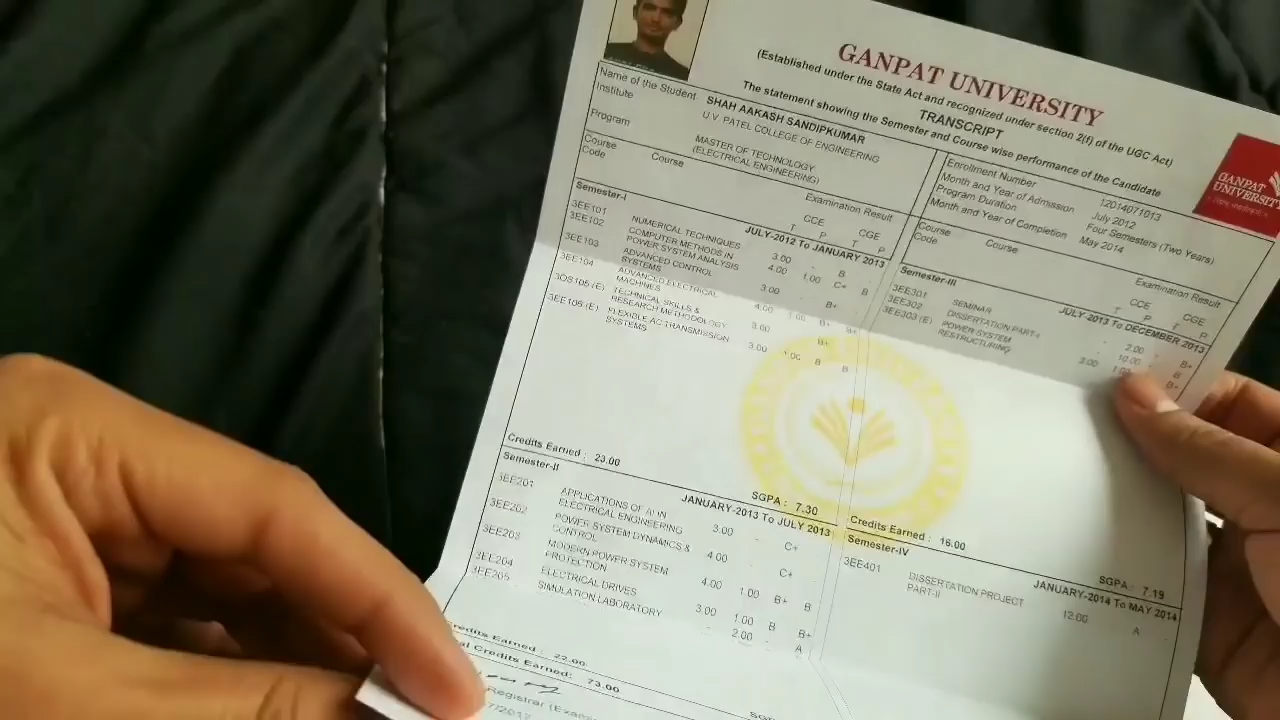 GANPAT UNIVERSITY
(Established under the State Act and recognized under section 2(f) of the UGC Act)
TRANSCRIPT
The statement showing the Semester and Course wise performance of the Candidate
GANPAT
UNIVERSITY
Name of the Student SHAH AAKASH SANDIPKUMAR
Institute U.V. PATEL COLLEGE OF ENGINEERING
Program MASTER OF TECHNOLOGY
(ELECTRICAL ENGINEERING)
Enrollment Number 12014071013
Month and Year of Admission July 2012
Program Duration Four Semesters (Two Years)
Month and Year of Completion May 2014
Course Code Course Examination Result
CCE CGE
T P T P
Semester-I JULY-2012 To JANUARY 2013
3EE101 NUMERICAL TECHNIQUES 3.00 - B
3EE102 COMPUTER METHODS IN POWER SYSTEM ANALYSIS 4.00 1.00 C+ B
3EE103 ADVANCED CONTROL SYSTEMS 3.00 - B+
3EE104 ADVANCED ELECTRICAL MACHINES 4.00 1.00 B+ B+
3OS105 (E) TECHNICAL SKILLS & RESEARCH METHODOLOGY 3.00 B+
3EE106 (E) FLEXIBLE AC TRANSMISSION SYSTEMS 3.00 1.00 B B
Credits Earned : 23.00 SGPA : 7.30
Semester-II JANUARY-2013 To JULY 2013
3EE201 APPLICATIONS OF AI IN ELECTRICAL ENGINEERING 3.00 - C+
3EE202 POWER SYSTEM DYNAMICS & CONTROL 4.00 - C+
3EE203 MODERN POWER SYSTEM PROTECTION 4.00 1.00 B+ B
3EE204 ELECTRICAL DRIVES 3.00 1.00 B B+
3EE205 SIMULATION LABORATORY - 2.00 A
Credits Earned : 22.00
Credits Earned: 73.00
Registrar
/2017
Course Code Course Examination Result
CCE CGE
T P T P
Semester-III JULY-2013 To DECEMBER 2013
3EE301 SEMINAR - 2.00 - B+
3EE302 DISSERTATION PART-I - 10.00 - B
3EE303 (E) POWER SYSTEM RESTRUCTURING 3.00 B+
Credits Earned : 16.00 SGPA : 7.19
Semester-IV JANUARY-2014 To MAY 2014
3EE401 DISSERTATION PROJECT PART-II 12.00 A